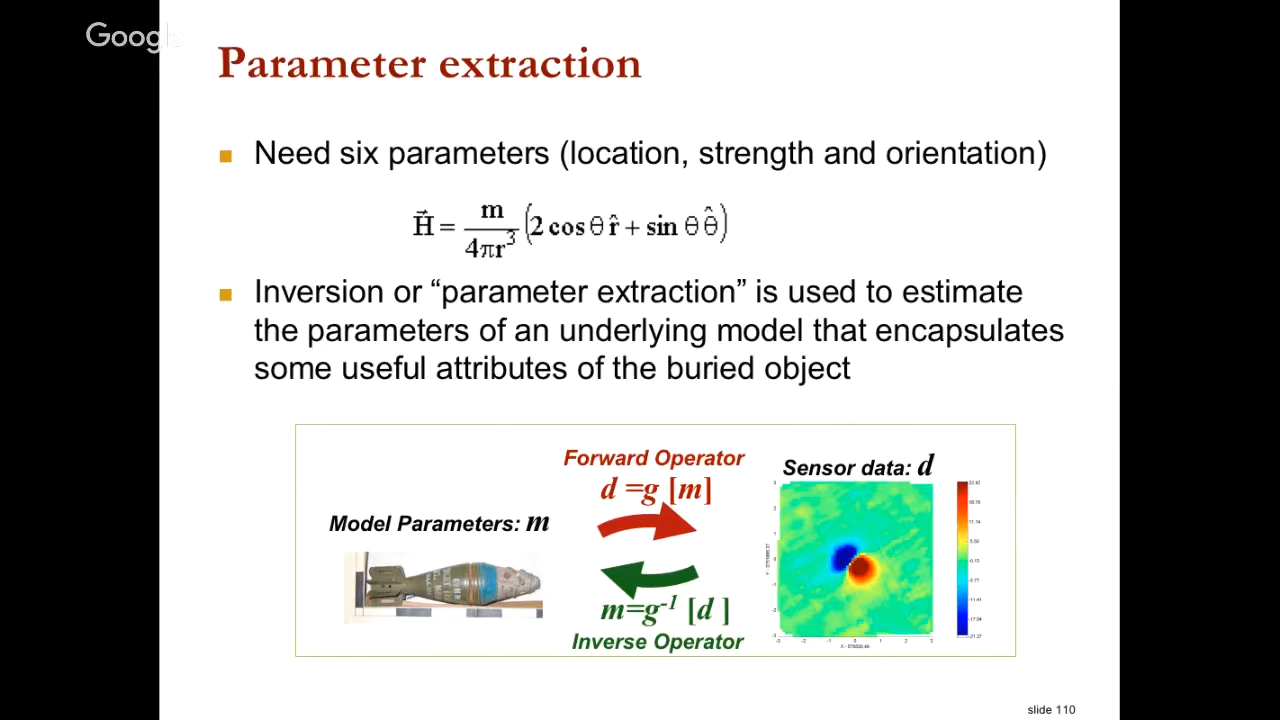 Google
Parameter extraction
Need six parameters (location, strength and orientation)
H⃗ = m/4πr³ (2 cos θ r̂ + sin θ θ̂)
Inversion or “parameter extraction” is used to estimate
the parameters of an underlying model that encapsulates
some useful attributes of the buried object
Forward Operator
d =g [m]
Sensor data: d
Model Parameters: m
m=g⁻¹ [d ]
Inverse Operator
slide 110